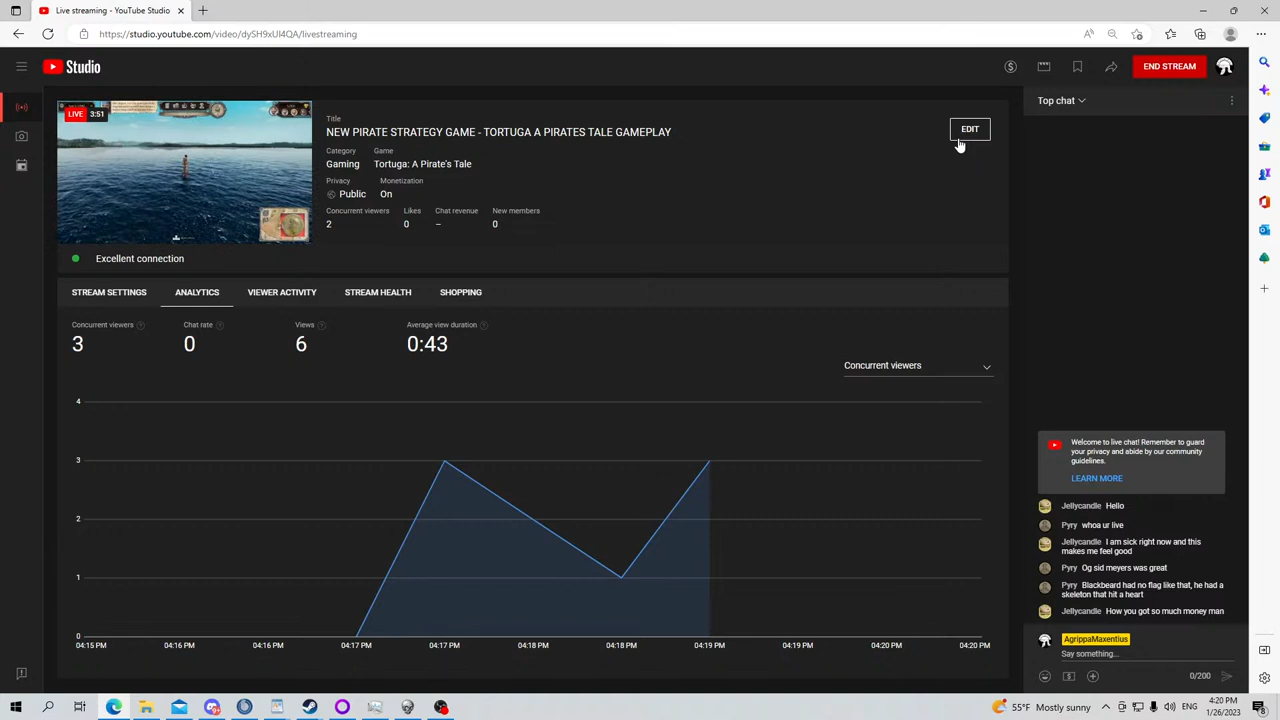 Live streaming - YouTube Studio
https://studio.youtube.com/video/dySH9xUl4QA/livestreaming
Studio
END STREAM
LIVE 3:51
Title
NEW PIRATE STRATEGY GAME - TORTUGA A PIRATES TALE GAMEPLAY
EDIT
Category Game
Gaming Tortuga: A Pirate's Tale
Privacy Monetization
Public On
Concurrent viewers Likes Chat revenue New members
2 0 – 0
Excellent connection
STREAM SETTINGS ANALYTICS VIEWER ACTIVITY STREAM HEALTH SHOPPING
Concurrent viewers Chat rate Views Average view duration
3 0 6 0:43
Concurrent viewers
4
3
2
1
0
04:15 PM 04:16 PM 04:16 PM 04:17 PM 04:17 PM 04:18 PM 04:18 PM 04:19 PM 04:19 PM 04:20 PM 04:20 PM
Top chat
Welcome to live chat! Remember to guard
your privacy and abide by our community
guidelines.
LEARN MORE
Jellycandle Hello
Pyry whoa ur live
Jellycandle I am sick right now and this
makes me feel good
Pyry Og sid meyers was great
Pyry Blackbeard had no flag like that, he had a
skeleton that hit a heart
Jellycandle How you got so much money man
AgrippaMaxentius
Say something...
0/200
55°F Mostly sunny
ENG
4:20 PM
1/26/2023
8